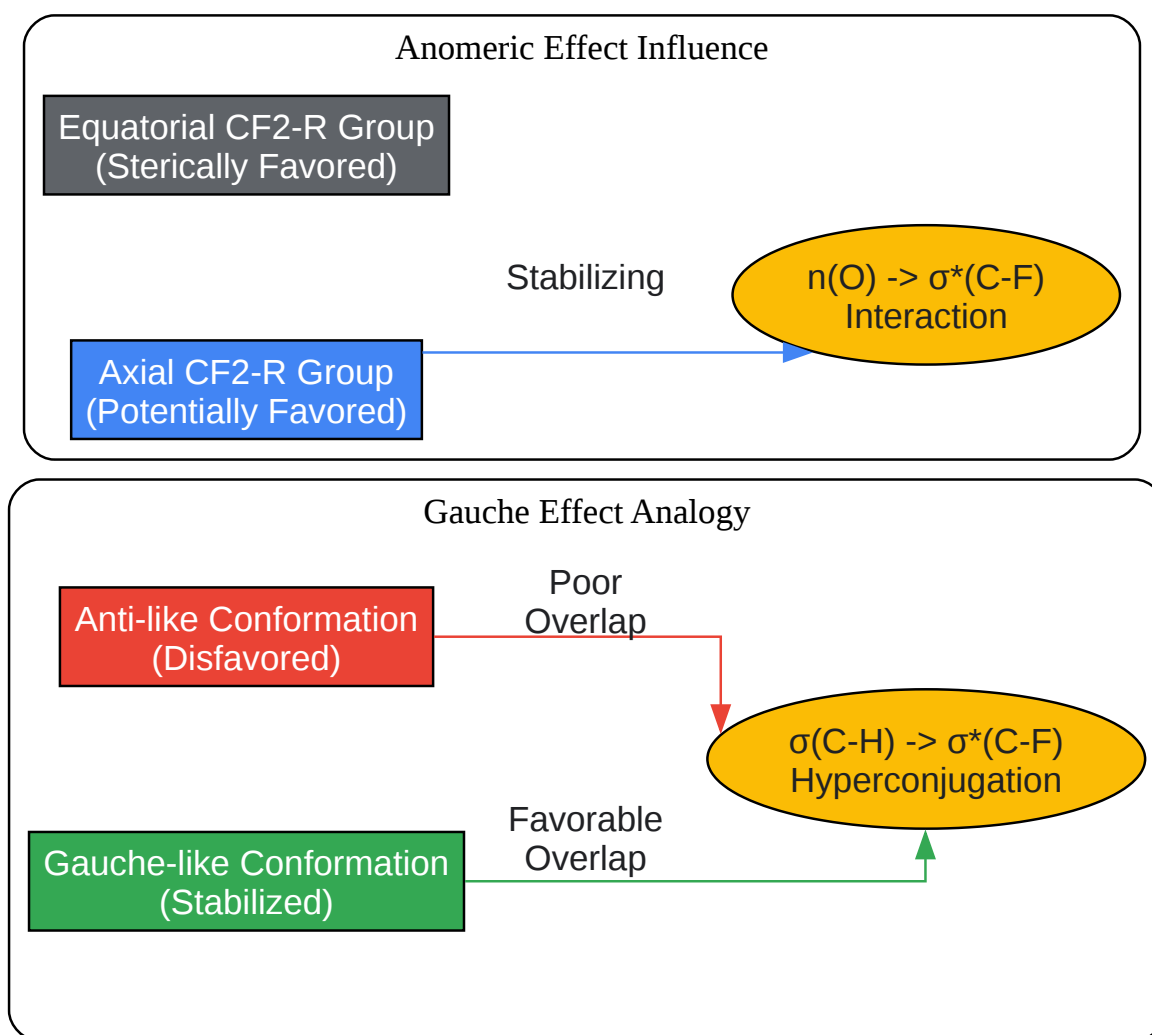 Anomeric Effect Influence
Equatorial CF2-R Group
(Sterically Favored)
Stabilizing
n(O) -> σ*(C-F)
Interaction
Axial CF2-R Group
(Potentially Favored)
Gauche Effect Analogy
Anti-like Conformation
(Disfavored)
Poor
Overlap
σ(C-H) -> σ*(C-F)
Hyperconjugation
Favorable
Overlap
Gauche-like Conformation
(Stabilized)